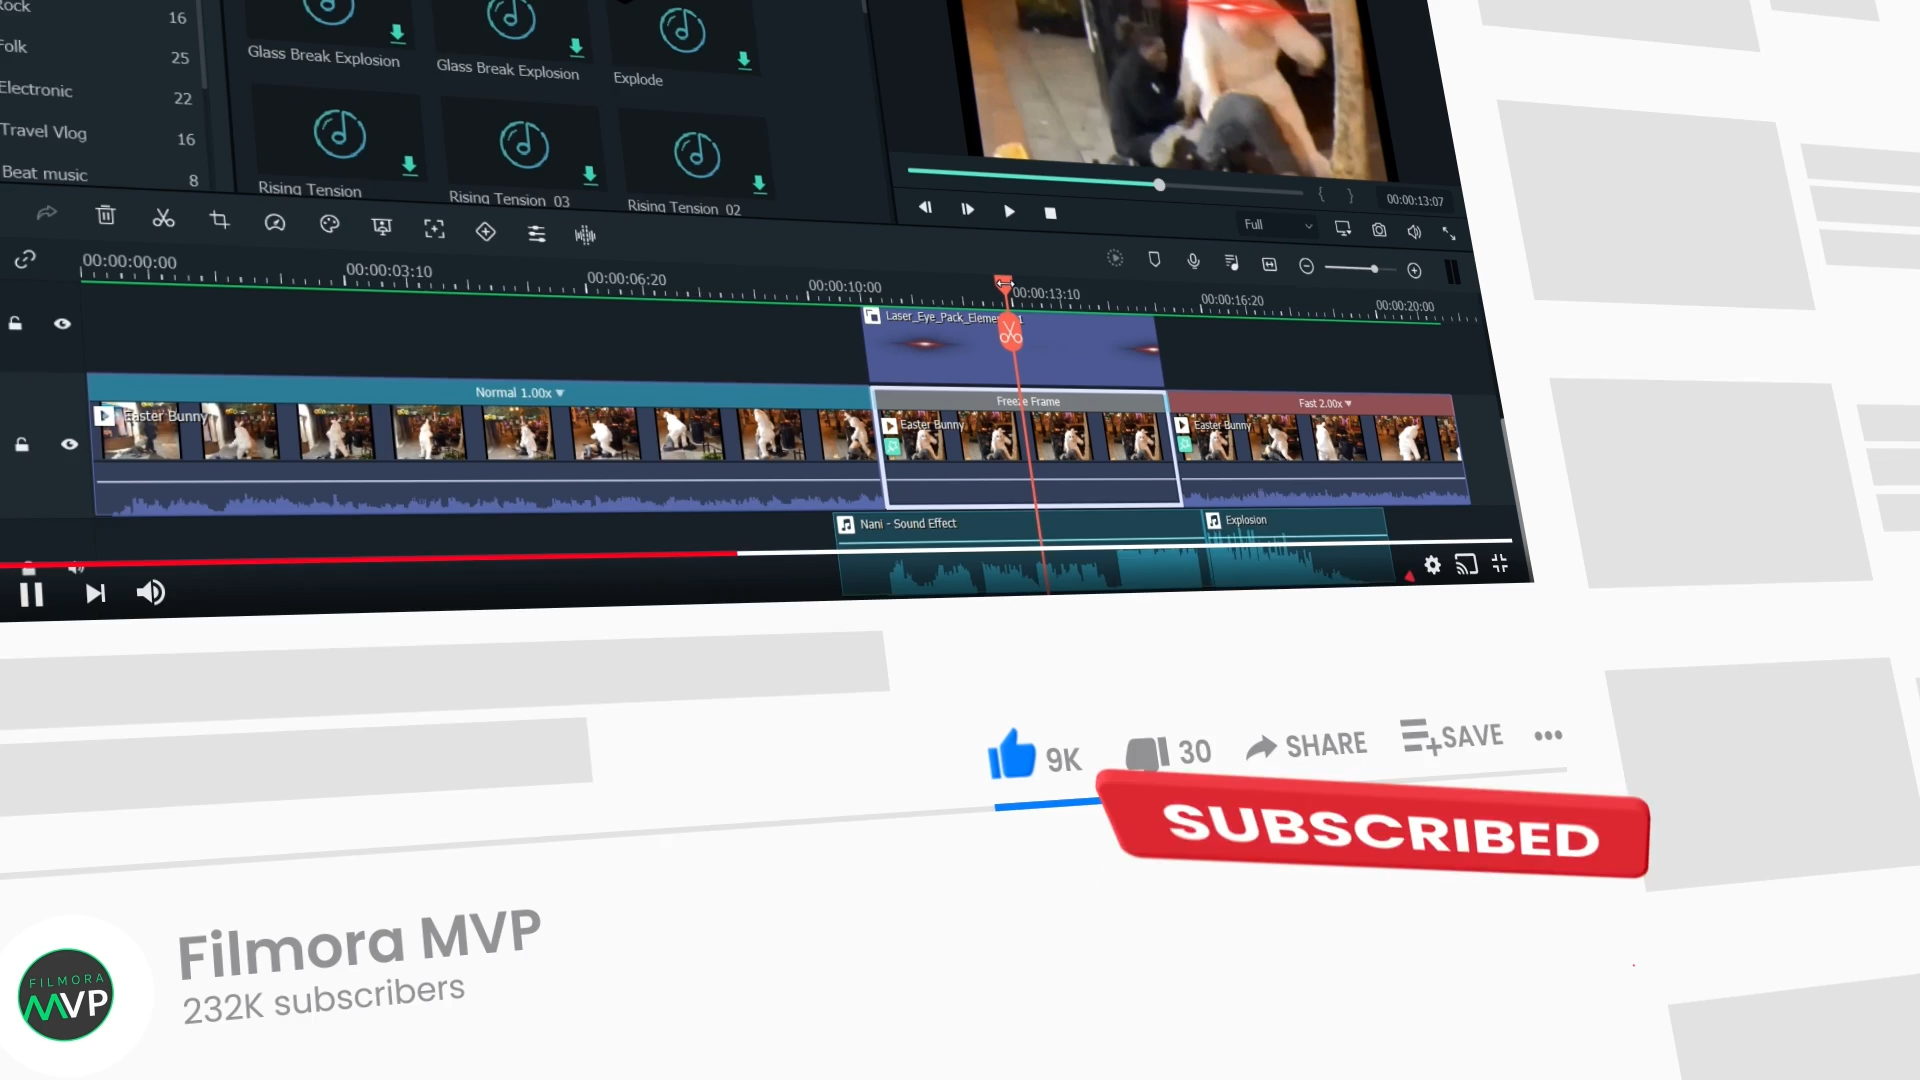 Rock 16
Folk 25
Electronic 22
Travel Vlog 16
Beat music 8
Glass Break Explosion
Glass Break Explosion
Explode
Rising Tension
Rising Tension 03
Rising Tension 02
00:00:13:07
Full
00:00:00:00
00:00:03:10
00:00:06:20
00:00:10:00
00:00:13:10
00:00:16:20
00:00:20:00
Normal 1.00x
Freeze Frame
Fast 2.00x
Easter Bunny
Easter Bunny
Easter Bunny
Nani - Sound Effect
Explosion
9K
30
SHARE
SAVE
SUBSCRIBED
Filmora MVP
232K subscribers
FILMORA
MVP